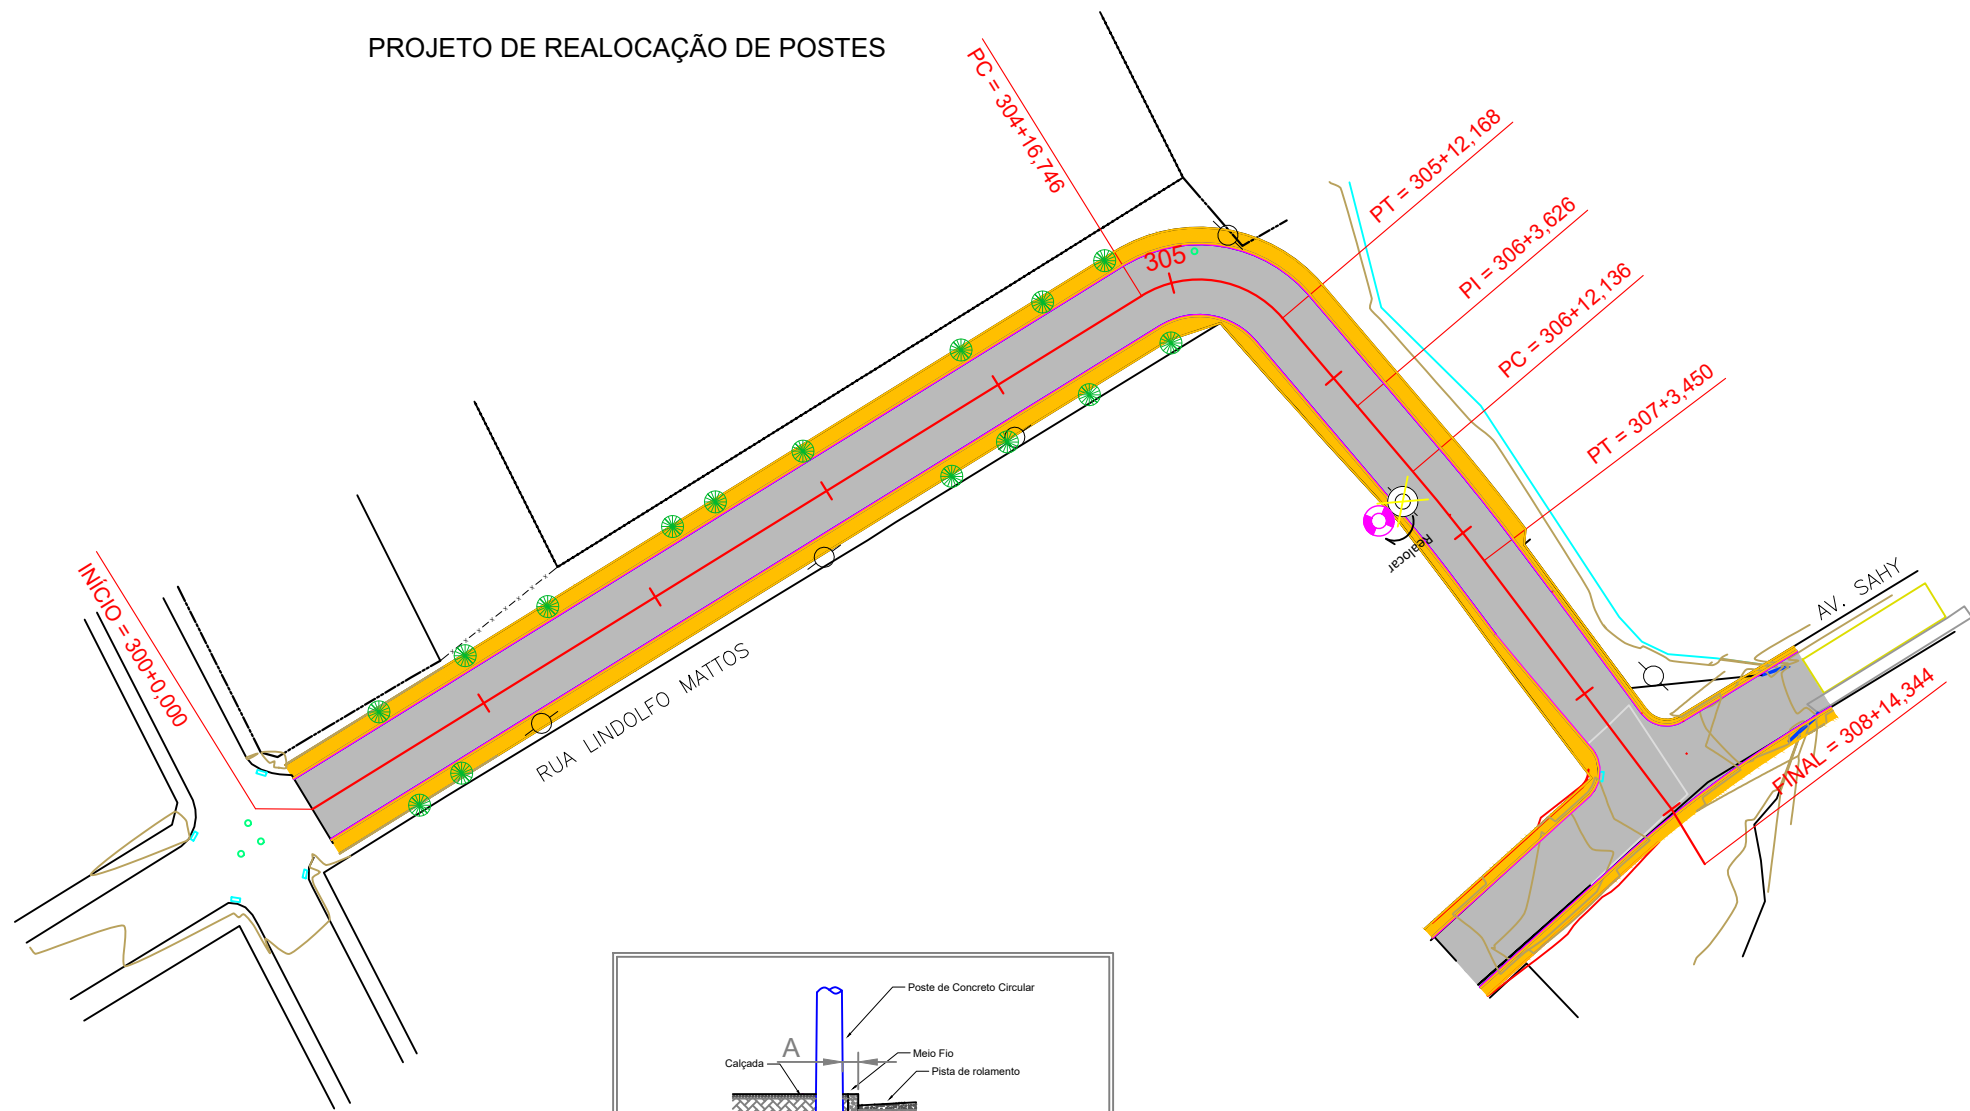 PROJETO DE REALOCAÇÃO DE POSTES
PC = 304+16,746
PT = 305+12,168
PI = 306+3,626
PC = 306+12,136
PT = 307+3,450
305
INÍCIO = 300+0,000
Realocar
RUA LINDOLFO MATTOS
AV. SAHY
FINAL = 308+14,344
Poste de Concreto Circular
A
Meio Fio
Calçada
Pista de rolamento